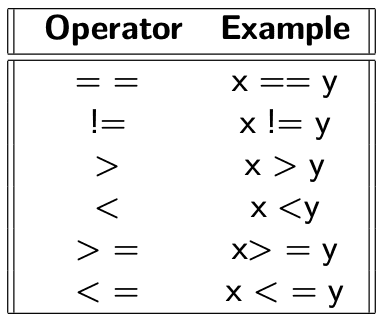 Operator Example
= = x == y
!= x != y
> x > y
< x <y
> = x> = y
< = x < = y